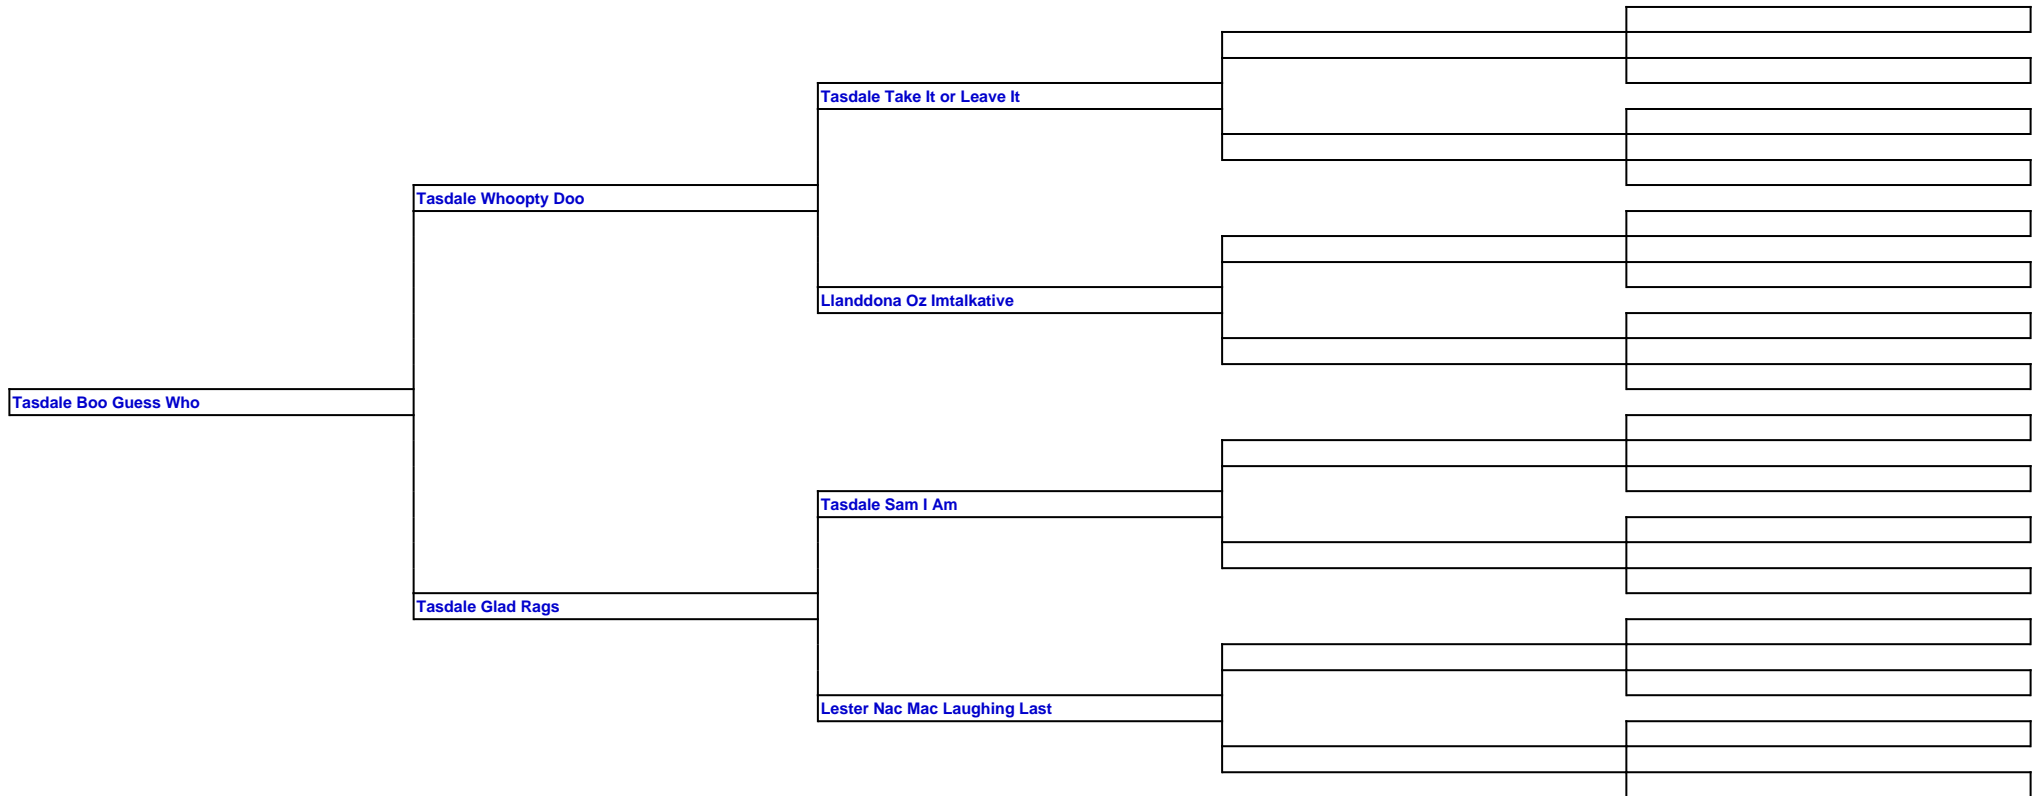 Tasdale Take It or Leave It
Tasdale Whoopty Doo
Llanddona Oz Imtalkative
Tasdale Boo Guess Who
Tasdale Sam I Am
Tasdale Glad Rags
Lester Nac Mac Laughing Last